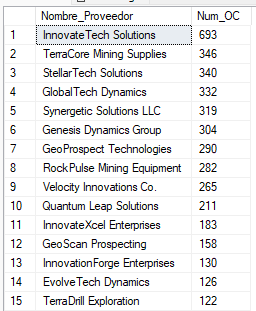 Nombre_Proveedor Num_OC
1 InnovateTech Solutions 693
2 TerraCore Mining Supplies 346
3 StellarTech Solutions 340
4 GlobalTech Dynamics 332
5 Synergetic Solutions LLC 319
6 Genesis Dynamics Group 304
7 GeoProspect Technologies 290
8 RockPulse Mining Equipment 282
9 Velocity Innovations Co. 265
10 Quantum Leap Solutions 211
11 InnovateXcel Enterprises 183
12 GeoScan Prospecting 158
13 InnovationForge Enterprises 130
14 EvolveTech Dynamics 126
15 TerraDrill Exploration 122